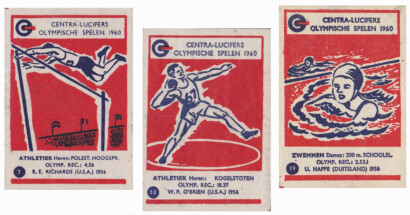 CENTRA-LUCIFERS
OLYMPISCHE SPELEN 1960
ATHLETIEK Heren: POLSST. HOOGSPR.
OLYMP. REC.: 4,56
R. E. RICHARDS (U.S.A.) 1956
CENTRA-LUCIFERS
OLYMPISCHE SPELEN 1960
ATHLETIEK Heren: KOGELSTOTEN
OLYMP. REC.: 18.57
W. P. O'BRIEN (U.S.A.) 1956
10
CENTRA-LUCIFERS
OLYMPISCHE SPELEN 1960
ZWEMMEN Dames: 200 m. SCHOOLSL.
OLYMP. REC.: 2.53.1
U. HAPPE (DUITSLAND) 1956